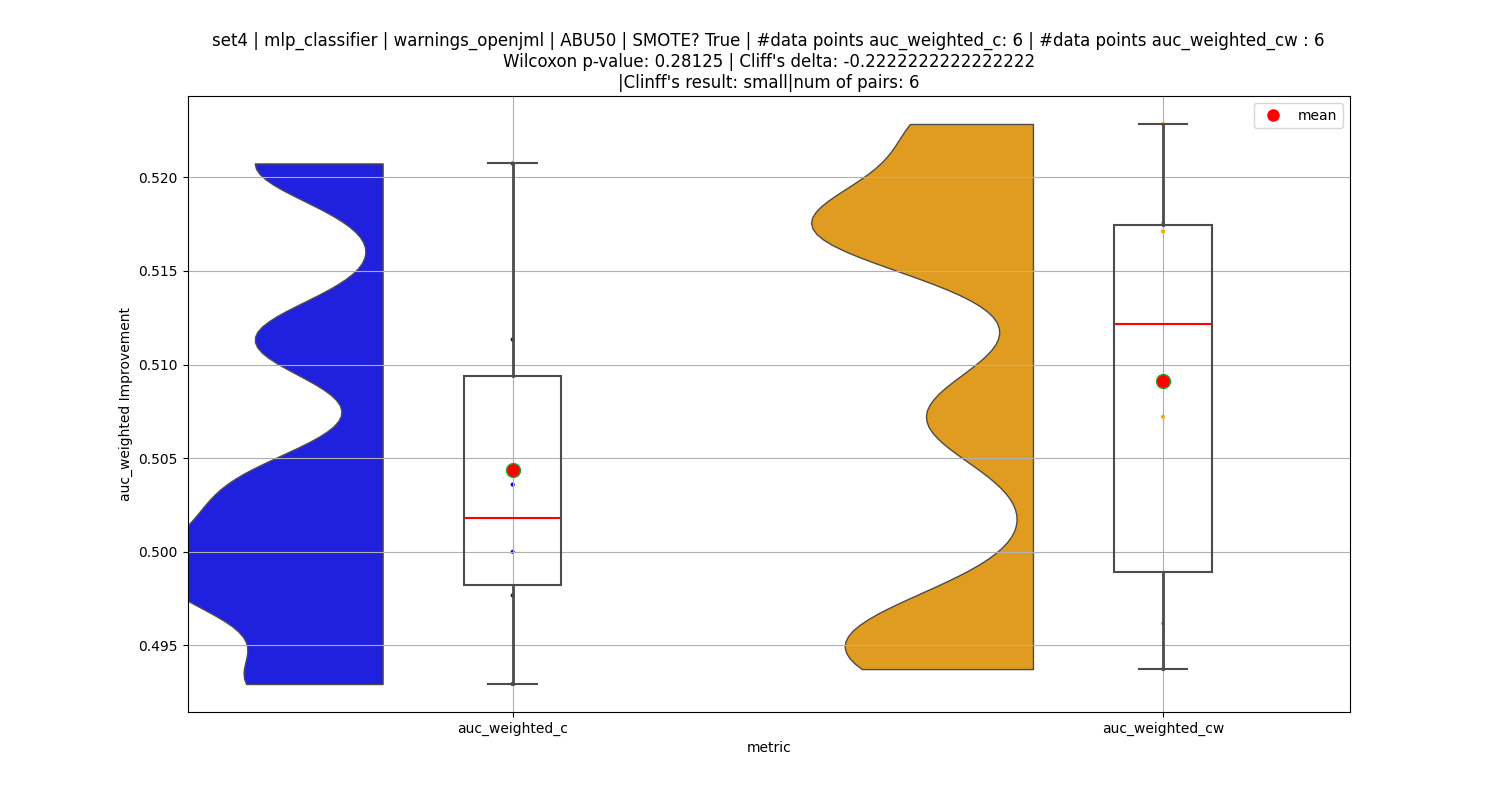 set4 | mlp_classifier | warnings_openjml | ABU50 | SMOTE? True | #data points auc_weighted_c: 6 | #data points auc_weighted_cw : 6
Wilcoxon p-value: 0.28125 | Cliff's delta: -0.2222222222222222
|Clinff's result: small|num of pairs: 6
mean
0.520
0.515
0.510
0.505
0.500
0.495
auc_weighted Improvement
auc_weighted_c
auc_weighted_cw
metric